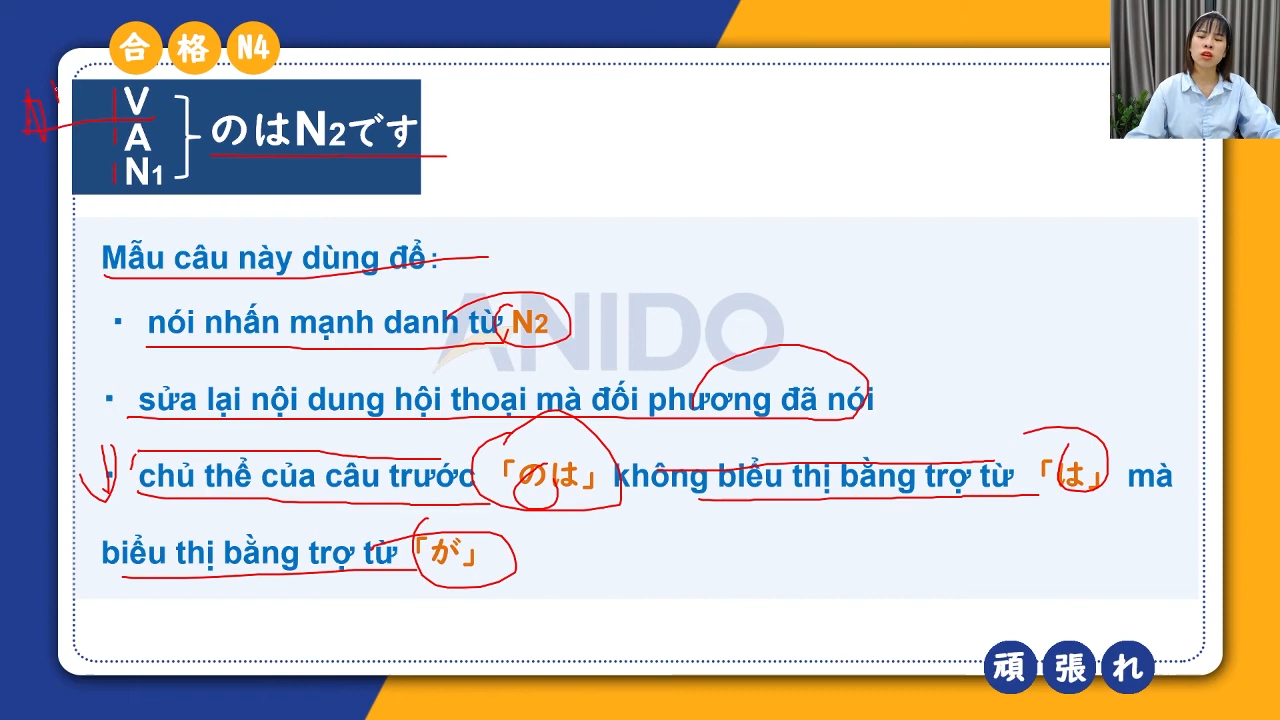 合格 N4
V
A
N1
のはN2です
Mẫu câu này dùng để:
・ nói nhấn mạnh danh từ N2
ANIDO
・ sửa lại nội dung hội thoại mà đối phương đã nói
・ chủ thể của câu trước 「のは」 không biểu thị bằng trợ từ 「は」 mà
biểu thị bằng trợ từ 「が」
頑張れ